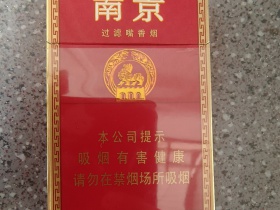 南京
过滤嘴香烟
本公司提示
吸烟有害健康
请勿在禁烟场所吸烟